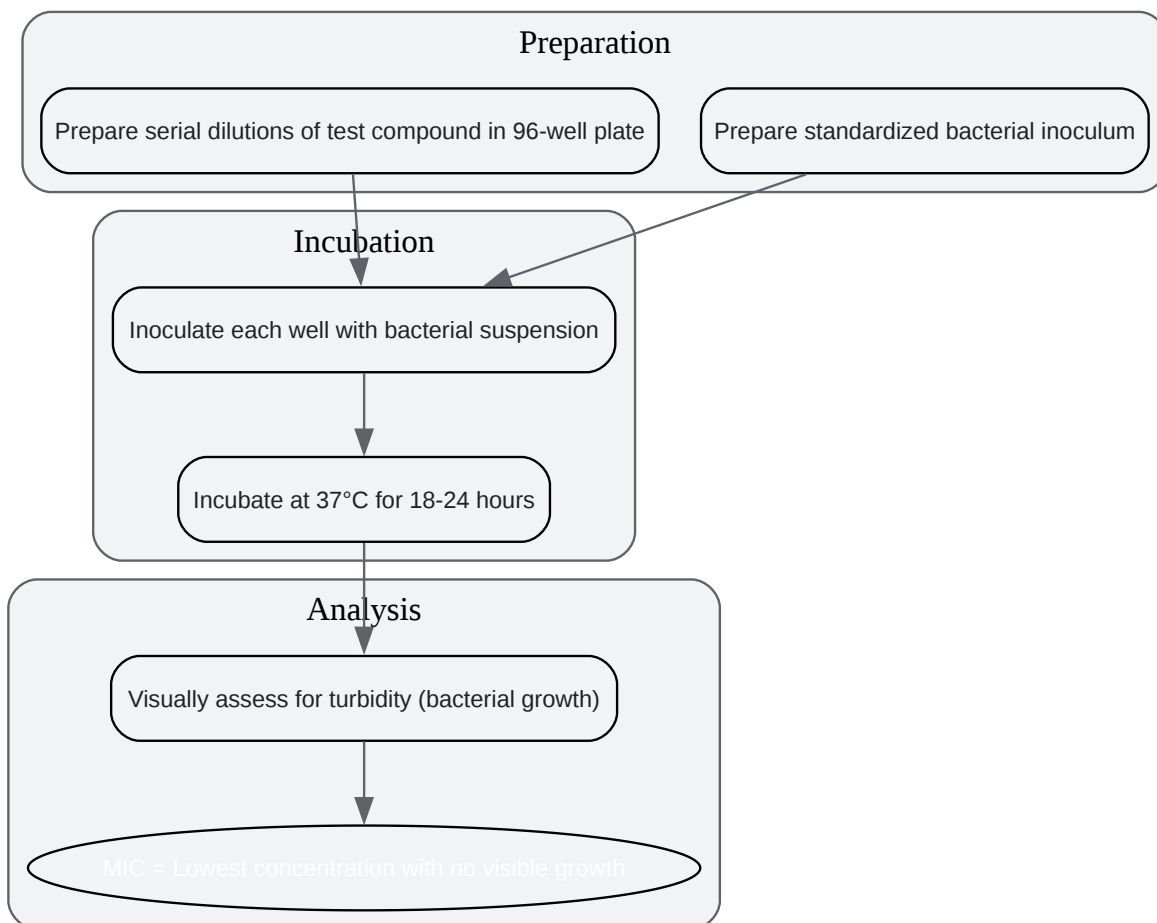 Preparation
Prepare serial dilutions of test compound in 96-well plate
Prepare standardized bacterial inoculum
Incubation
Inoculate each well with bacterial suspension
Incubate at 37°C for 18-24 hours
Analysis
Visually assess for turbidity (bacterial growth)
MIC = Lowest concentration with no visible growth